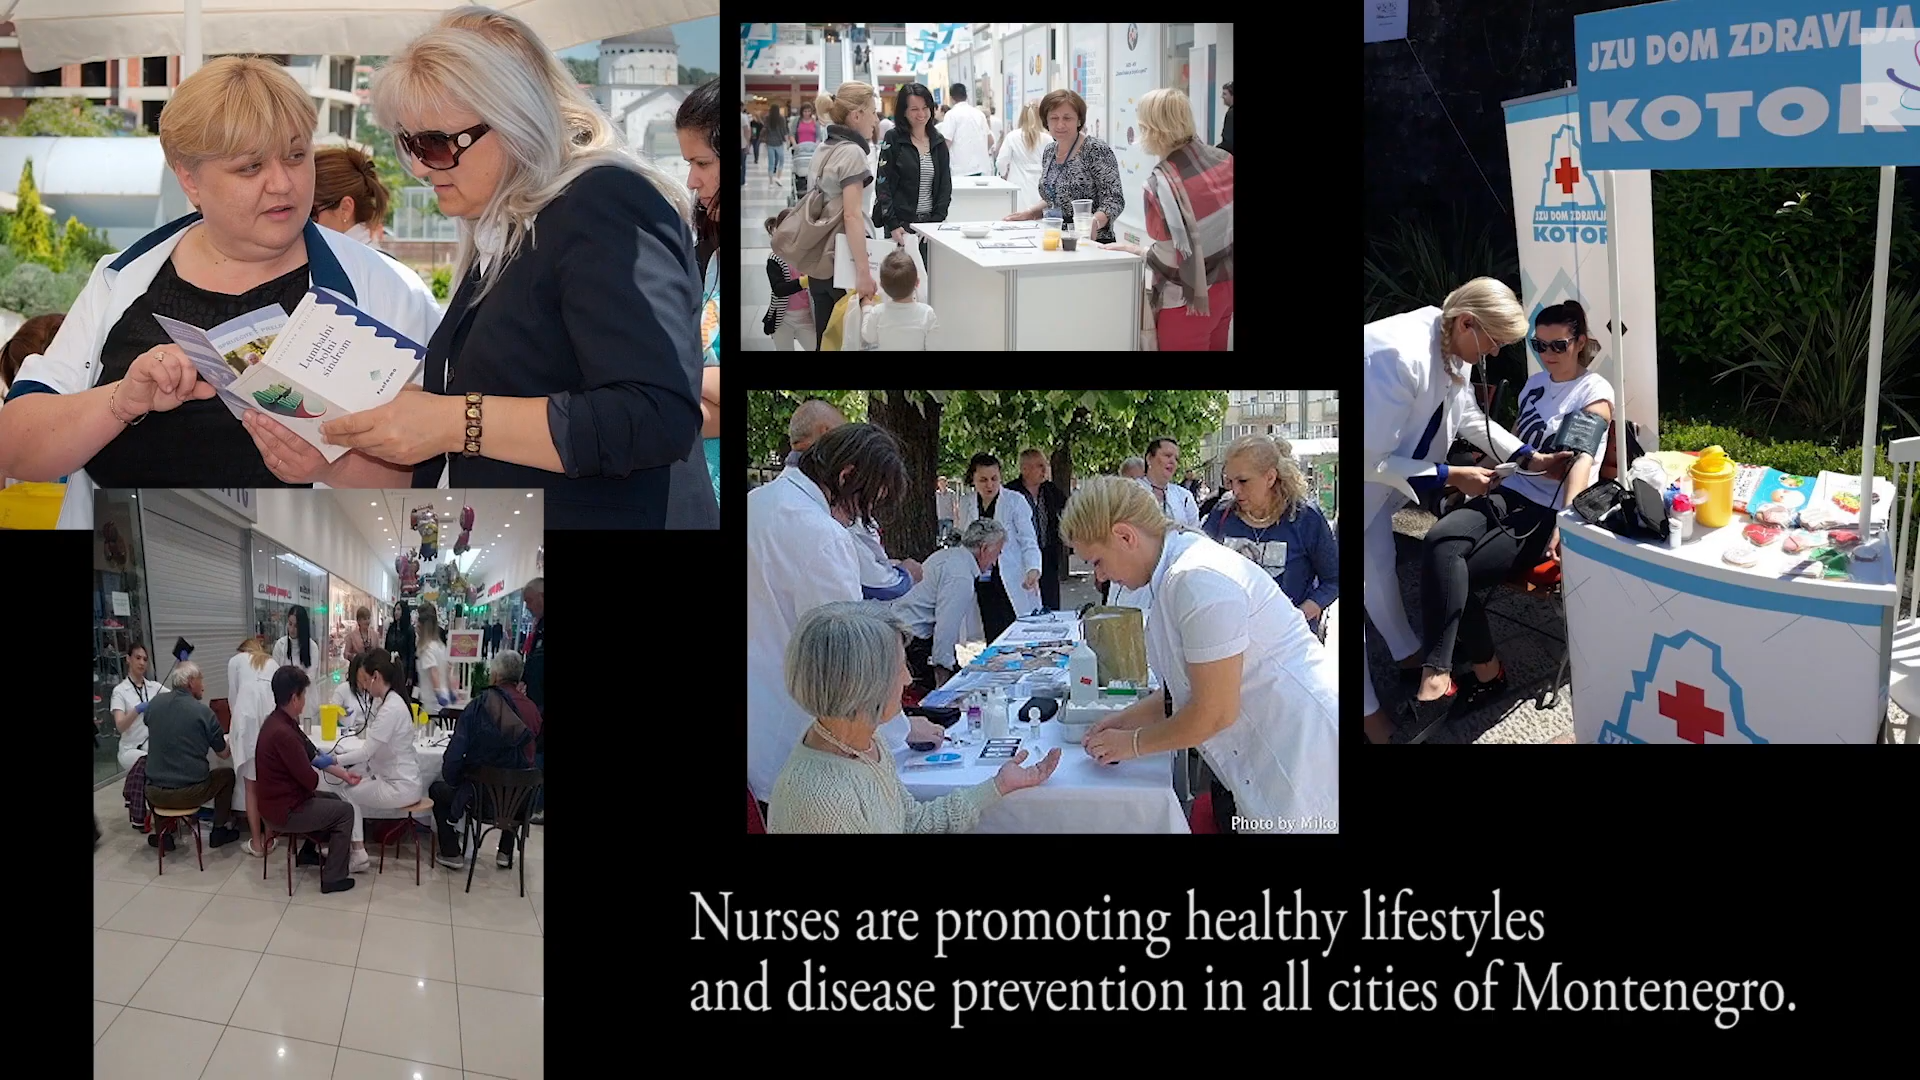 Lumbalni
bolni
sindrom
JZU DOM ZDRAVLJA
KOTOR
JZU DOM ZDRAVLJA
KOTOR
Photo by Miko
Nurses are promoting healthy lifestyles
and disease prevention in all cities of Montenegro.